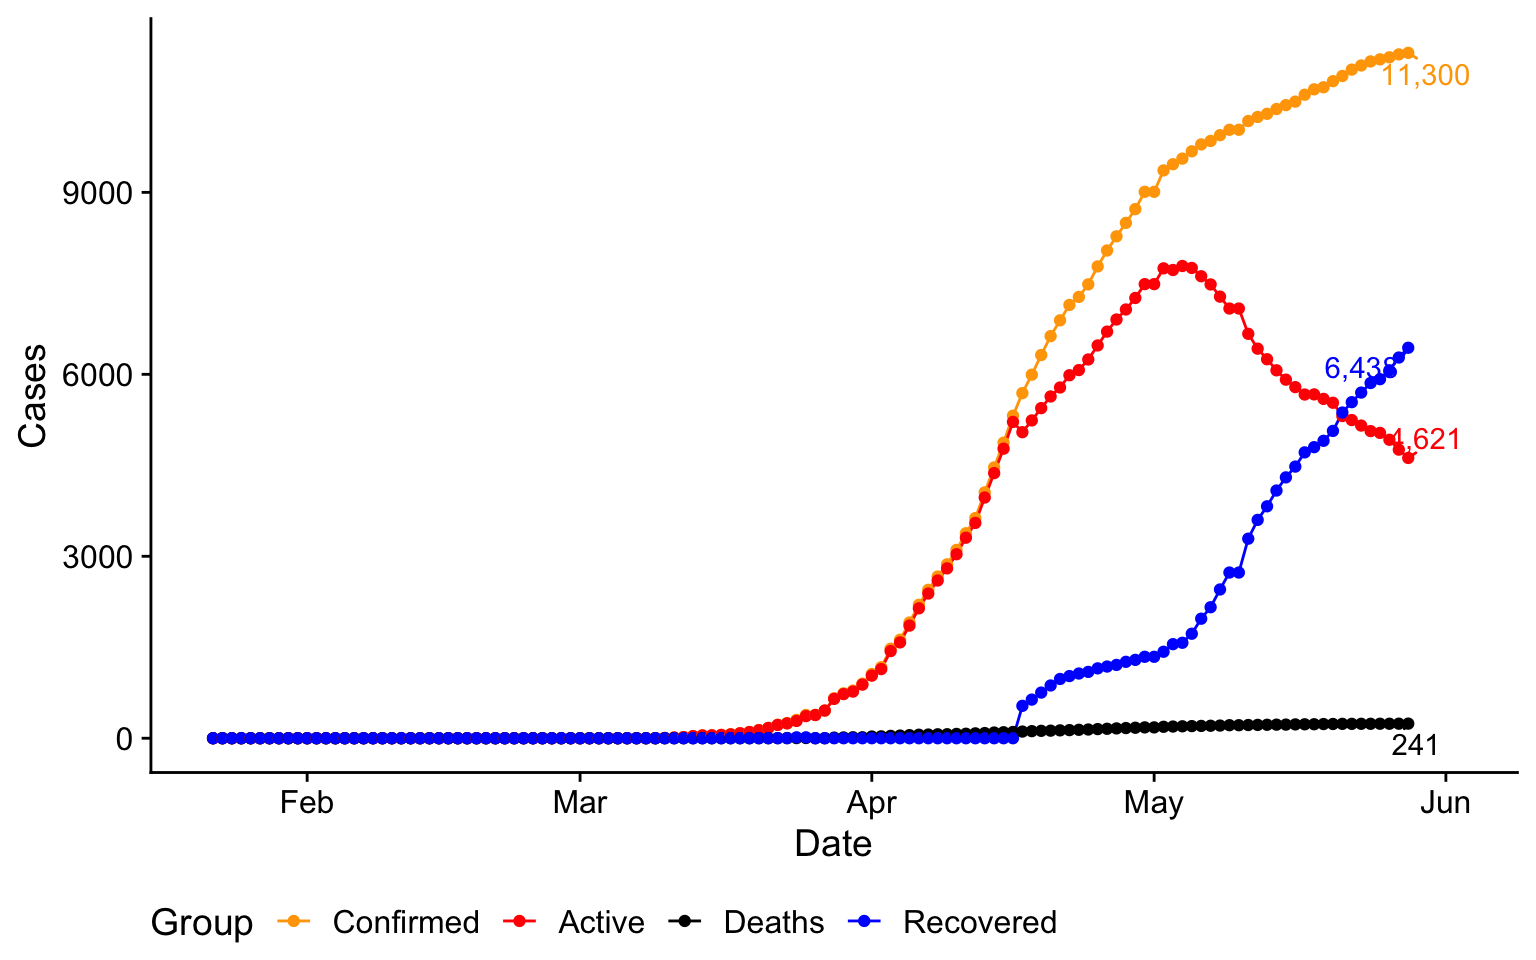 11,300
9000
6,438
6000
4,621
Cases
3000
0
241
Feb Mar Apr May Jun
Date
Group Confirmed Active Deaths Recovered